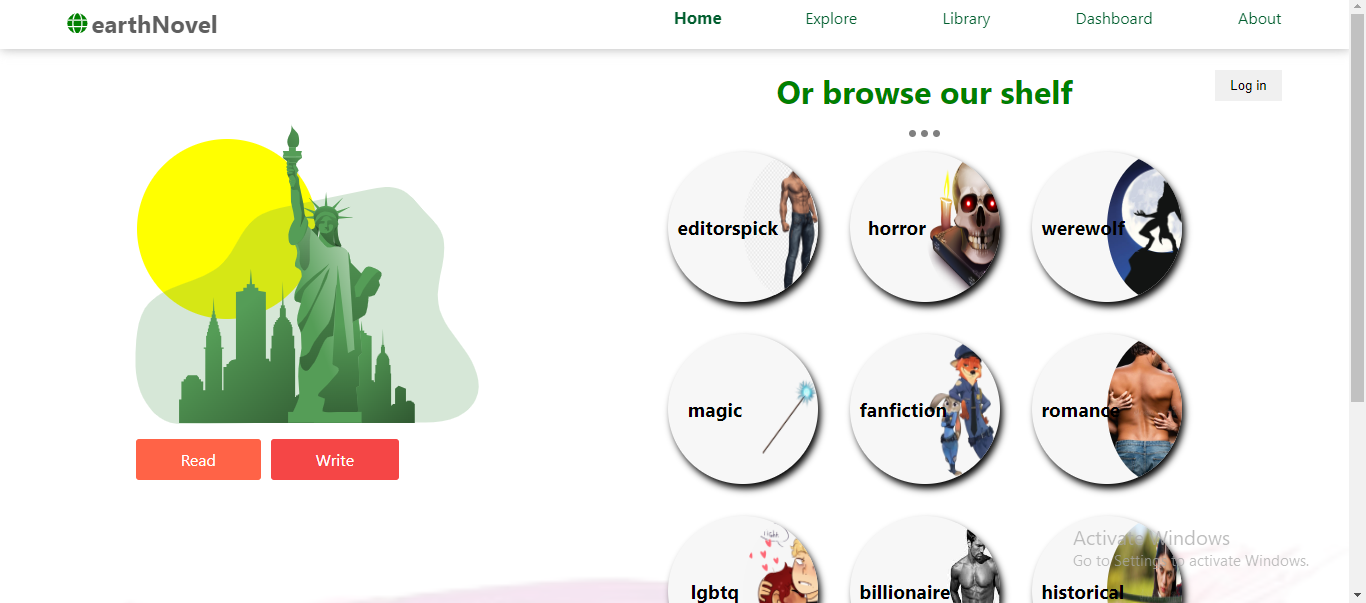 earthNovel
Home Explore Library Dashboard About
Or browse our shelf
Log in
editorspick horror werewolf
magic fanfiction romance
Read Write
Activate Windows
Go to Settings to activate Windows.
lgbtq billionaire historical